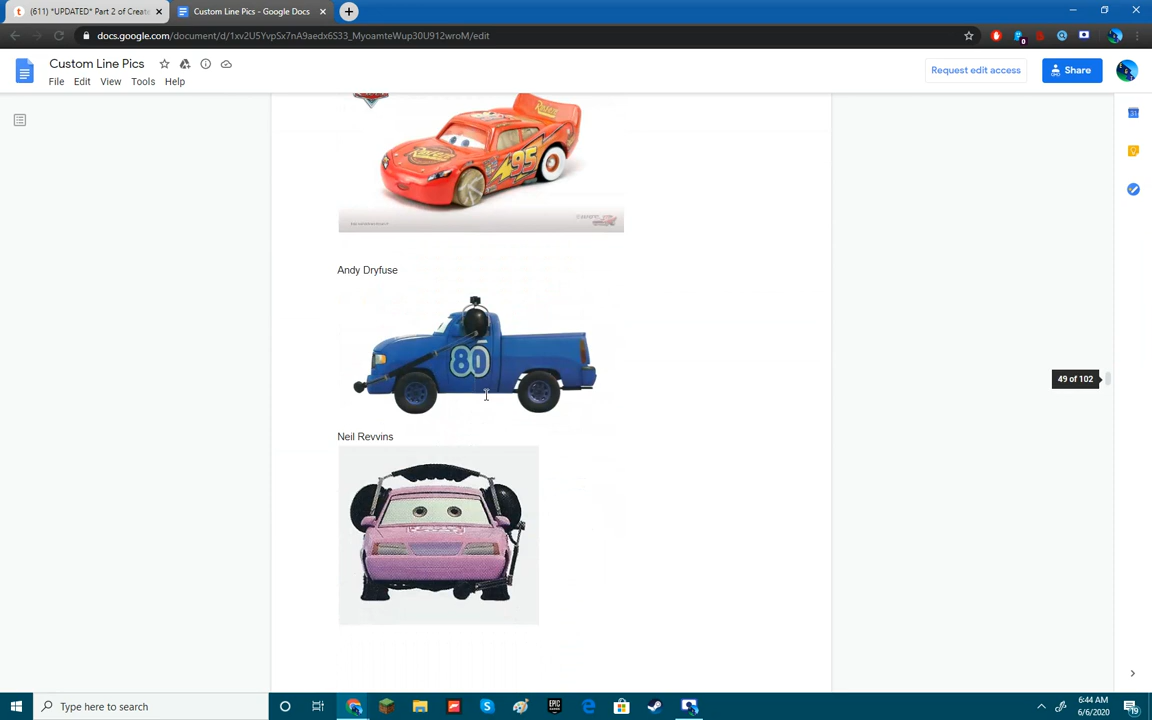 (611) *UPDATED* Part 2 of Create
Custom Line Pics - Google Docs
docs.google.com/document/d/1xv2U5YvpSx7nA9aedx6S33_MyoamteWup30U912wroM/edit
Custom Line Pics
File Edit View Tools Help
Request edit access
Share
95
Andy Dryfuse
80
49 of 102
Neil Revvins
Type here to search
6:44 AM
6/6/2020
19